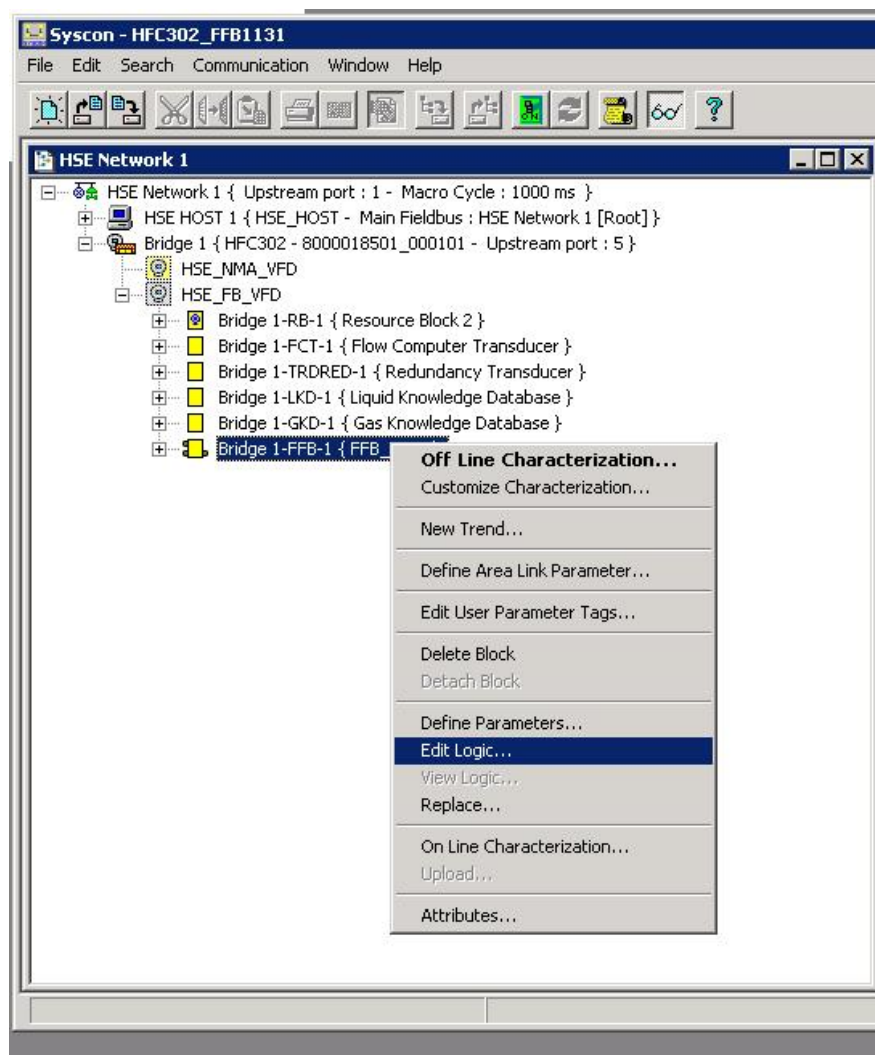 Syscon - HFC302_FFB1131
File Edit Search Communication Window Help
HSE Network 1
HSE Network 1 { Upstream port : 1 - Macro Cycle : 1000 ms }
HSE HOST 1 { HSE_HOST - Main Fieldbus : HSE Network 1 [Root] }
Bridge 1 { HFC302 - 8000018501_000101 - Upstream port : 5 }
HSE_NMA_VFD
HSE_FB_VFD
Bridge 1-RB-1 { Resource Block 2 }
Bridge 1-FCT-1 { Flow Computer Transducer }
Bridge 1-TRDRED-1 { Redundancy Transducer }
Bridge 1-LKD-1 { Liquid Knowledge Database }
Bridge 1-GKD-1 { Gas Knowledge Database }
Bridge 1-FFB-1 { FFB_
Off Line Characterization...
Customize Characterization...
New Trend...
Define Area Link Parameter...
Edit User Parameter Tags...
Delete Block
Detach Block
Define Parameters...
Edit Logic...
View Logic...
Replace...
On Line Characterization...
Upload...
Attributes...